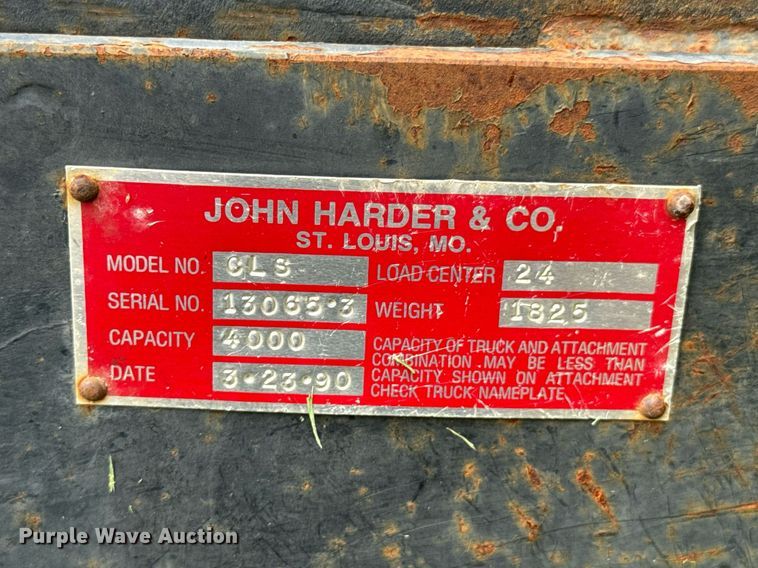 JOHN HARDER & CO.
ST. LOUIS, MO.
MODEL NO. CLS LOAD CENTER 24
SERIAL NO. 13065-3 WEIGHT 1825
CAPACITY 4000
DATE 3-23-90
CAPACITY OF TRUCK AND ATTACHMENT
COMBINATION MAY BE LESS THAN
CAPACITY SHOWN ON ATTACHMENT
CHECK TRUCK NAMEPLATE
Purple Wave Auction